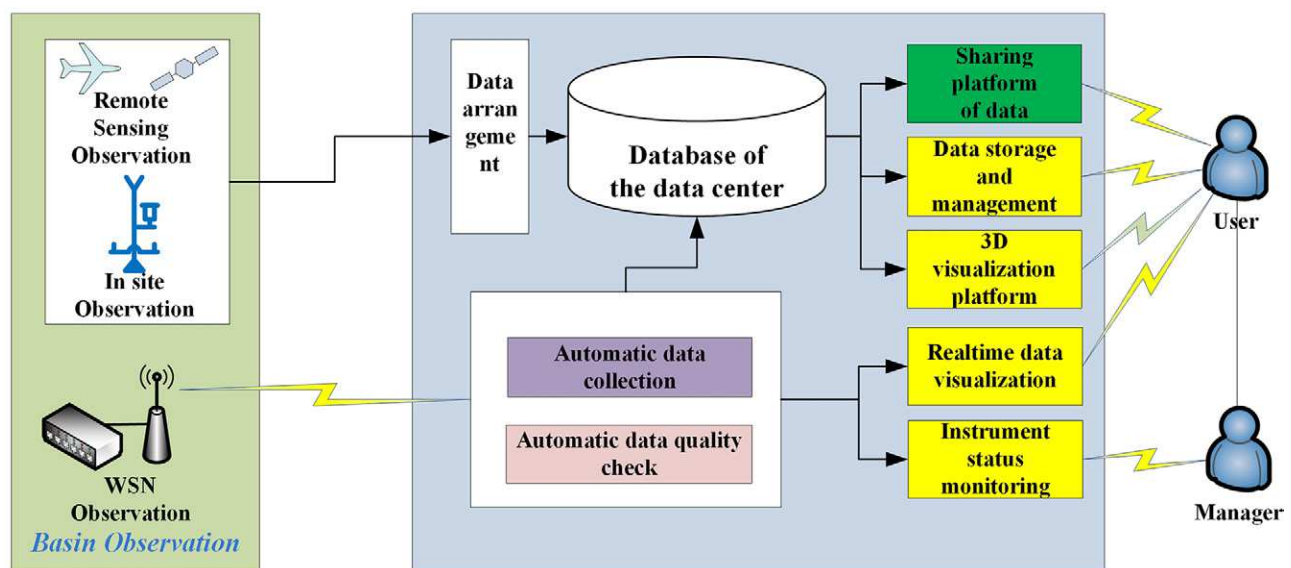 Remote
Sensing
Observation
In site
Observation
WSN
Observation
Basin Observation
Data
arran
geme
nt
Database of
the data center
Automatic data
collection
Automatic data quality
check
Sharing
platform
of data
Data storage
and
management
3D
visualization
platform
Realtime data
visualization
Instrument
status
monitoring
User
Manager